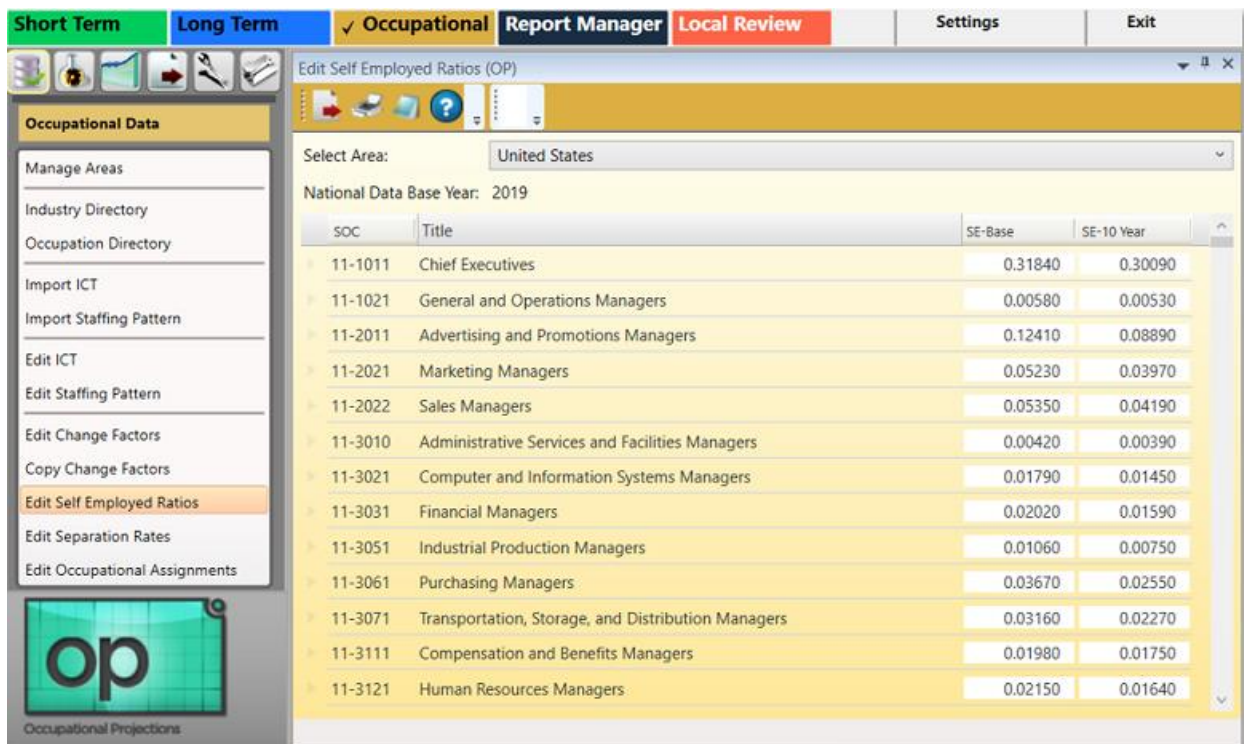 Short Term Long Term ✓ Occupational Report Manager Local Review Settings Exit
Edit Self Employed Ratios (OP)
Occupational Data
Manage Areas
Industry Directory
Occupation Directory
Import ICT
Import Staffing Pattern
Edit ICT
Edit Staffing Pattern
Edit Change Factors
Copy Change Factors
Edit Self Employed Ratios
Edit Separation Rates
Edit Occupational Assignments
op
Occupational Projections
Select Area: United States
National Data Base Year: 2019
SOC Title SE-Base SE-10 Year
11-1011 Chief Executives 0.31840 0.30090
11-1021 General and Operations Managers 0.00580 0.00530
11-2011 Advertising and Promotions Managers 0.12410 0.08890
11-2021 Marketing Managers 0.05230 0.03970
11-2022 Sales Managers 0.05350 0.04190
11-3010 Administrative Services and Facilities Managers 0.00420 0.00390
11-3021 Computer and Information Systems Managers 0.01790 0.01450
11-3031 Financial Managers 0.02020 0.01590
11-3051 Industrial Production Managers 0.01060 0.00750
11-3061 Purchasing Managers 0.03670 0.02550
11-3071 Transportation, Storage, and Distribution Managers 0.03160 0.02270
11-3111 Compensation and Benefits Managers 0.01980 0.01750
11-3121 Human Resources Managers 0.02150 0.01640